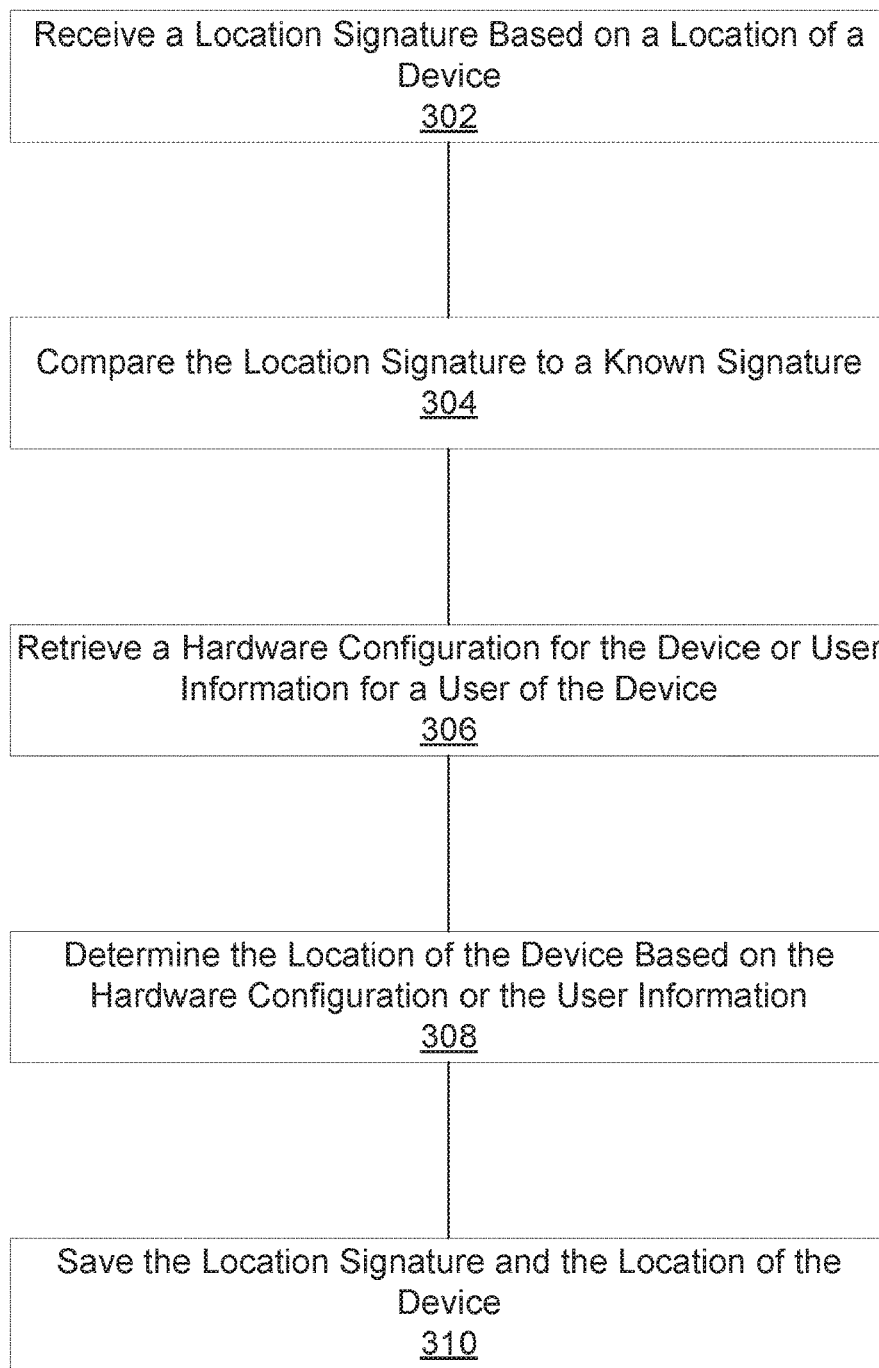 Receive a Location Signature Based on a Location of a
Device
302
Compare the Location Signature to a Known Signature
304
Retrieve a Hardware Configuration for the Device or User
Information for a User of the Device
306
Determine the Location of the Device Based on the
Hardware Configuration or the User Information
308
Save the Location Signature and the Location of the
Device
310